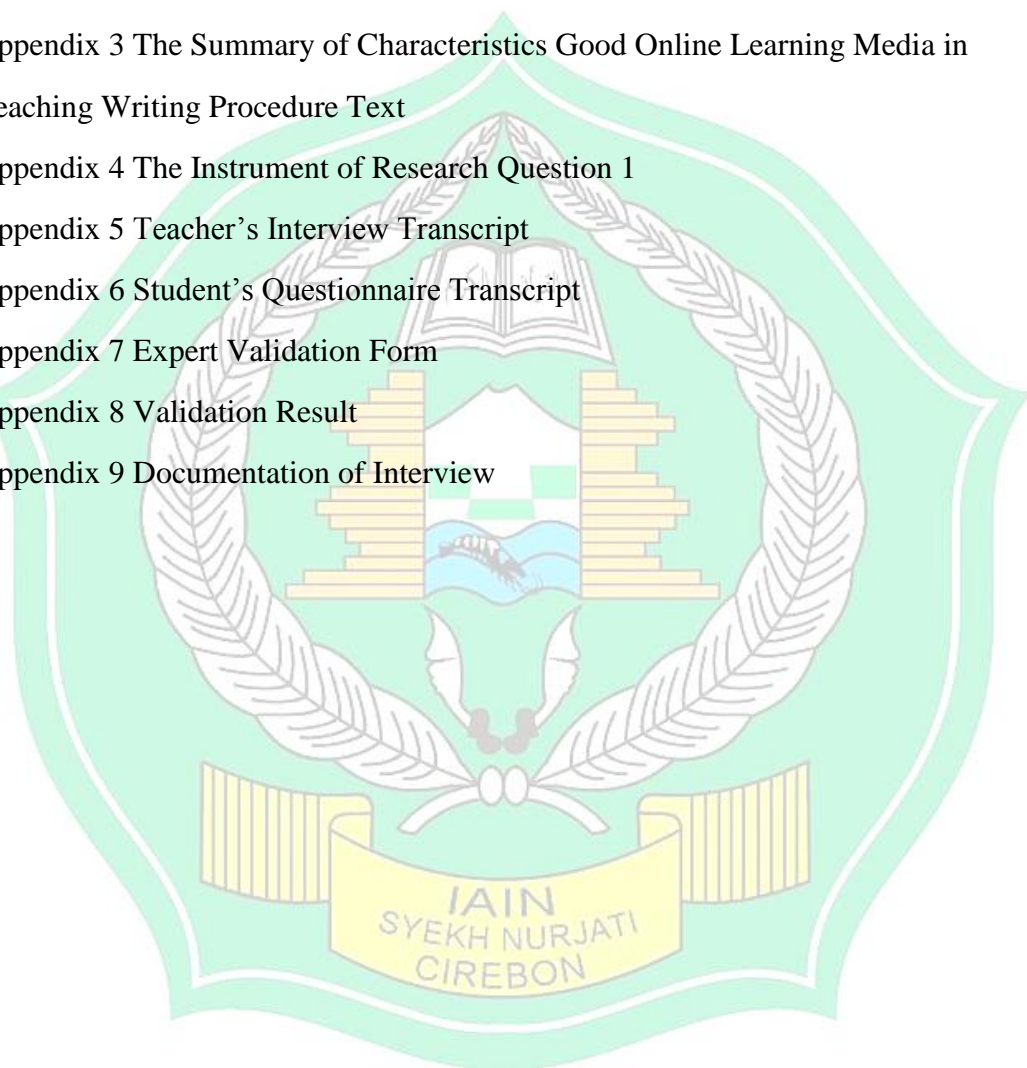 ppendix 3 The Summary of Characteristics Good Online Learning Media in
eaching Writing Procedure Text
ppendix 4 The Instrument of Research Question 1
ppendix 5 Teacher’s Interview Transcript
ppendix 6 Student’s Questionnaire Transcript
ppendix 7 Expert Validation Form
ppendix 8 Validation Result
ppendix 9 Documentation of Interview
IAIN
SYEKH NURJATI
CIREBON